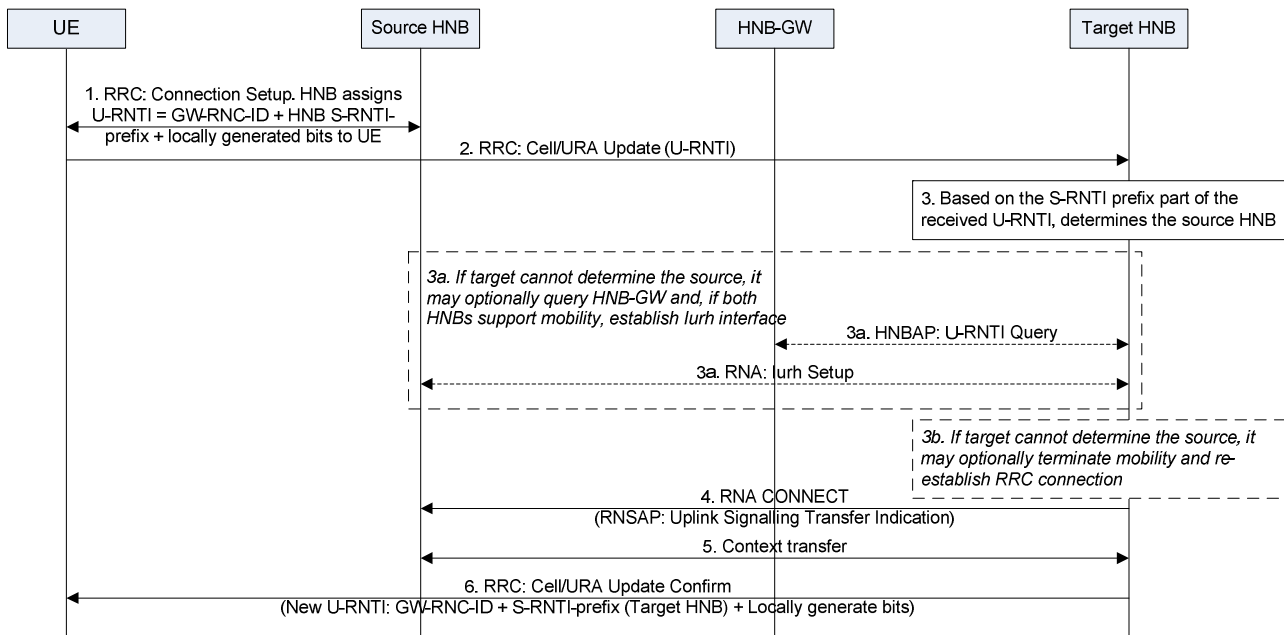 UE
Source HNB
HNB-GW
Target HNB
1. RRC: Connection Setup. HNB assigns
U-RNTI = GW-RNC-ID + HNB S-RNTI-
prefix + locally generated bits to UE
2. RRC: Cell/URA Update (U-RNTI)
3. Based on the S-RNTI prefix part of the
received U-RNTI, determines the source HNB
3a. If target cannot determine the source, it
may optionally query HNB-GW and, if both
HNBs support mobility, establish Iurh interface
3a. HNBAP: U-RNTI Query
3a. RNA: Iurh Setup
3b. If target cannot determine the source, it
may optionally terminate mobility and re-
establish RRC connection
4. RNA CONNECT
(RNSAP: Uplink Signalling Transfer Indication)
5. Context transfer
6. RRC: Cell/URA Update Confirm
(New U-RNTI: GW-RNC-ID + S-RNTI-prefix (Target HNB) + Locally generate bits)